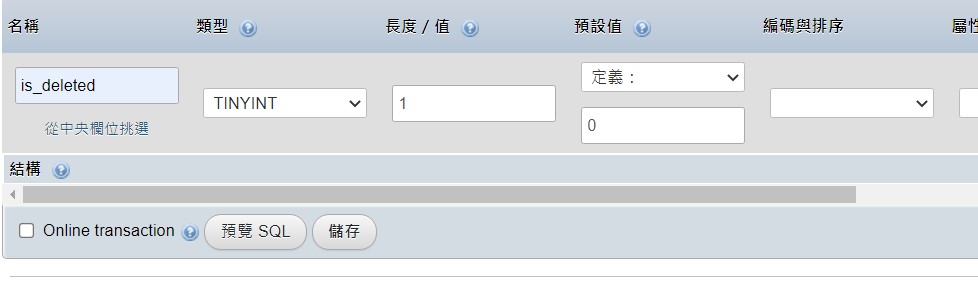 名稱 類型 長度 / 值 預設值 編碼與排序 屬性
is_deleted TINYINT 1 定義：
0
從中央欄位挑選
結構
Online transaction 預覽 SQL 儲存